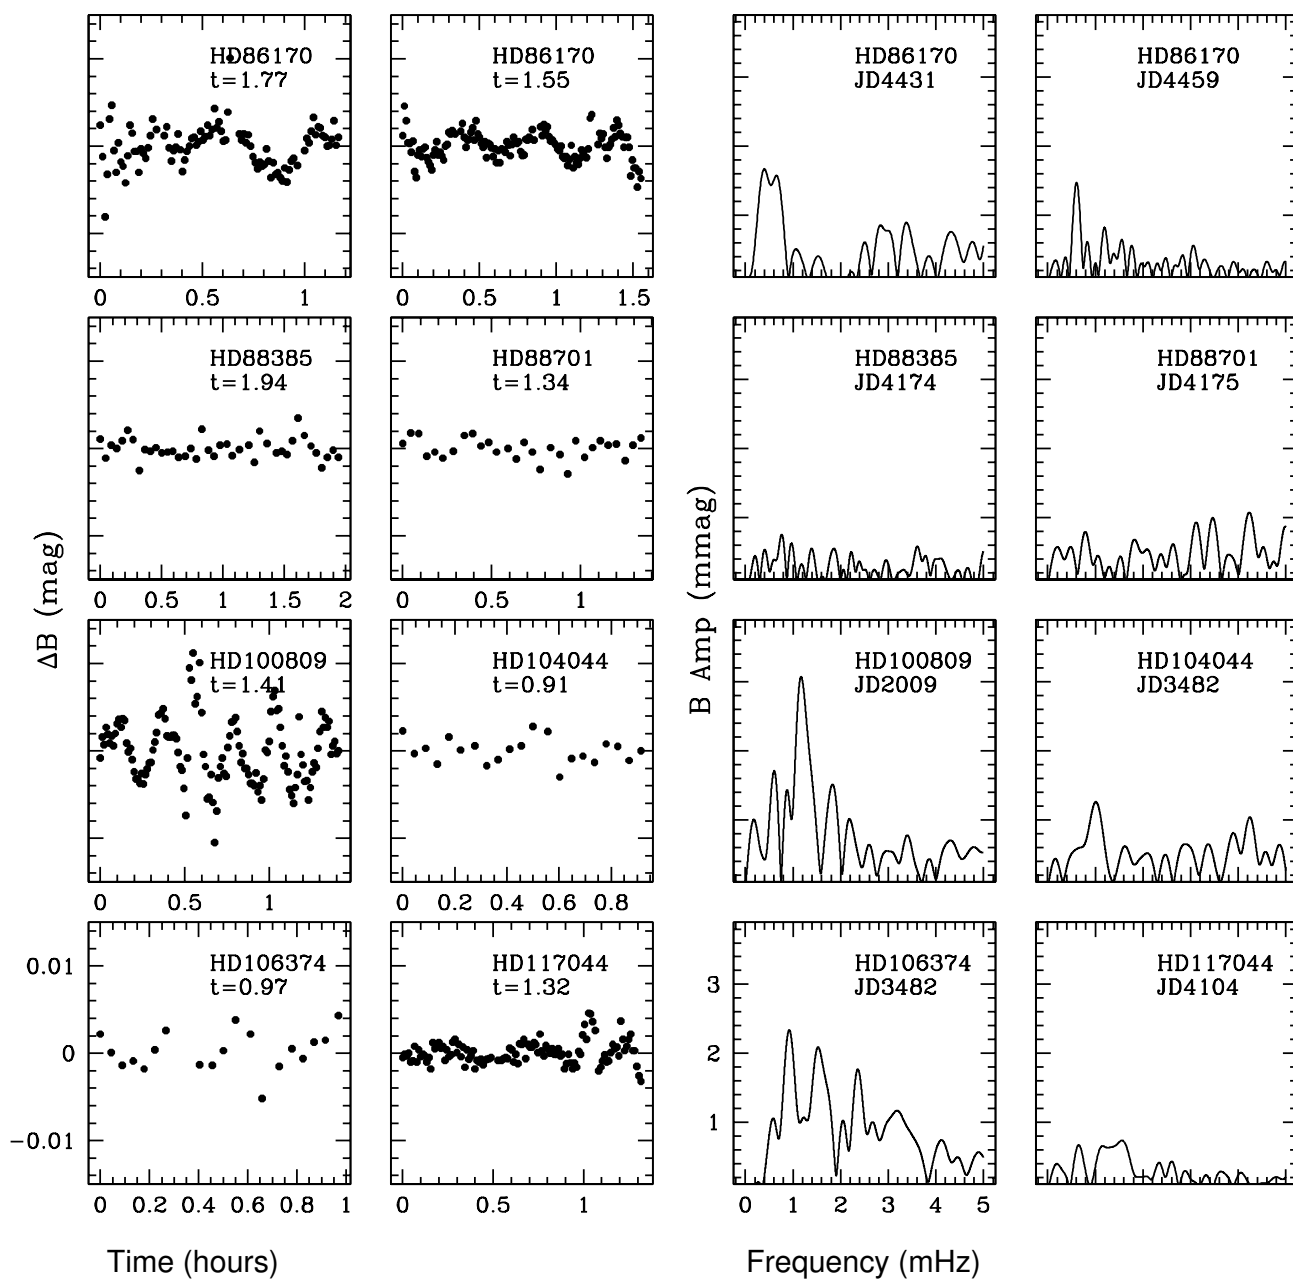 HD86170
t=1.77
HD86170
t=1.55
HD86170
JD4431
HD86170
JD4459
0 0.5 1
0 0.5 1 1.5
HD88385
t=1.94
HD88701
t=1.34
HD88385
JD4174
HD88701
JD4175
0 0.5 1 1.5 2
0 0.5 1
ΔB (mag)
B Amp (mmag)
HD100809
t=1.41
HD104044
t=0.91
HD100809
JD2009
HD104044
JD3482
0 0.5 1
0 0.2 0.4 0.6 0.8
HD106374
t=0.97
HD117044
t=1.32
HD106374
JD3482
HD117044
JD4104
0.01
0
−0.01
3
2
1
0 0.2 0.4 0.6 0.8 1
0 0.5 1
0 1 2 3 4 5
Time (hours)
Frequency (mHz)